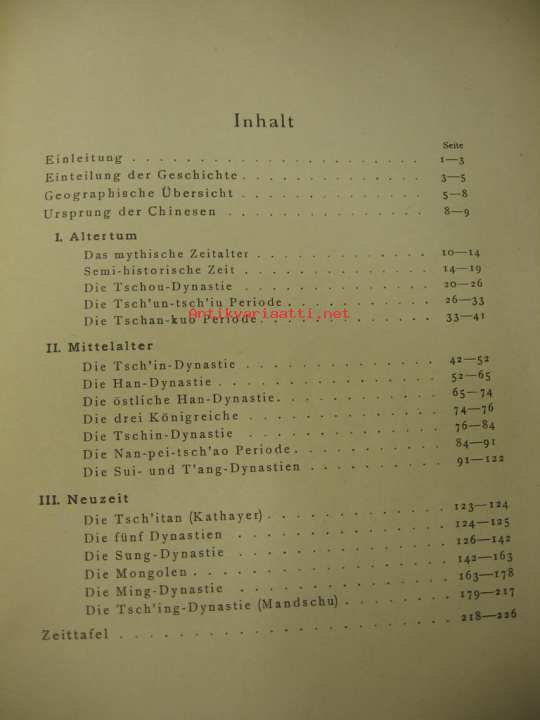 Inhalt
Seite
Einleitung . . . . . . . . . . . . . . . . . . 1—3
Einteilung der Geschichte . . . . . . . . . . . 3—5
Geographische Übersicht . . . . . . . . . . . . 5—8
Ursprung der Chinesen . . . . . . . . . . . . 8—9
I. Altertum
Das mythische Zeitalter . . . . . . . . . . 10—14
Semi-historische Zeit . . . . . . . . . . . 14—19
Die Tschou-Dynastie . . . . . . . . . . . 20—26
Die Tsch'un-tsch'iu Periode . . . . . . . . 26—33
Antikvariaatti.net
Die Tschan-kuo Periode . . . . . . . . . . 33—41
II. Mittelalter
Die Tsch'in-Dynastie . . . . . . . . . . . 42—52
Die Han-Dynastie . . . . . . . . . . . . 52—65
Die östliche Han-Dynastie . . . . . . . . . 65—74
Die drei Königreiche . . . . . . . . . . . 74—76
Die Tschin-Dynastie . . . . . . . . . . . 76—84
Die Nan-pei-tsch'ao Periode . . . . . . . . 84—91
Die Sui- und T'ang-Dynastien . . . . . . . . 91—122
III. Neuzeit
Die Tsch'itan (Kathayer) . . . . . . . . . . 123—124
Die fünf Dynastien . . . . . . . . . . . . 124—125
Die Sung-Dynastie . . . . . . . . . . . . 126—142
Die Mongolen . . . . . . . . . . . . . . 142—163
Die Ming-Dynastie . . . . . . . . . . . . 163—178
Die Tsch'ing-Dynastie (Mandschu) . . . . . . . 179—217
Zeittafel . . . . . . . . . . . . . . . . . . 218—226